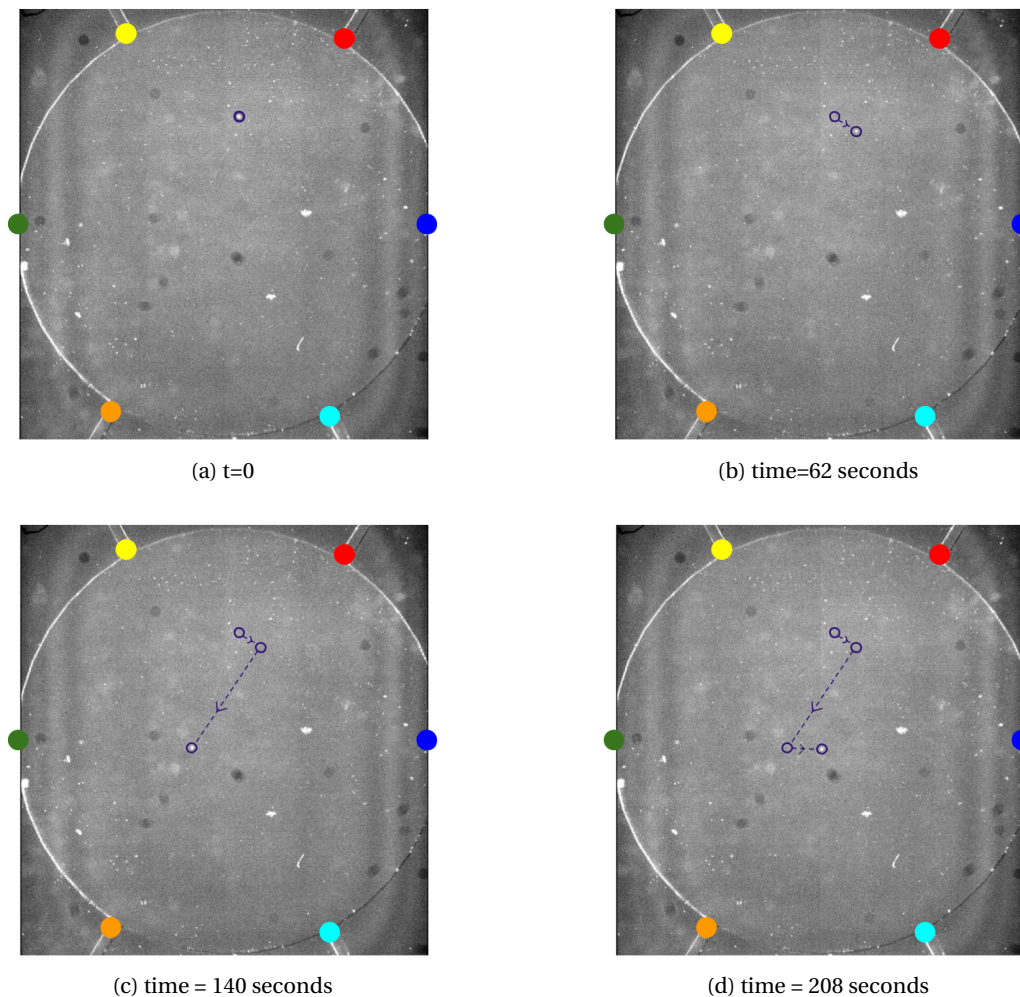 (a) t=0
(b) time=62 seconds
(c) time = 140 seconds
(d) time = 208 seconds